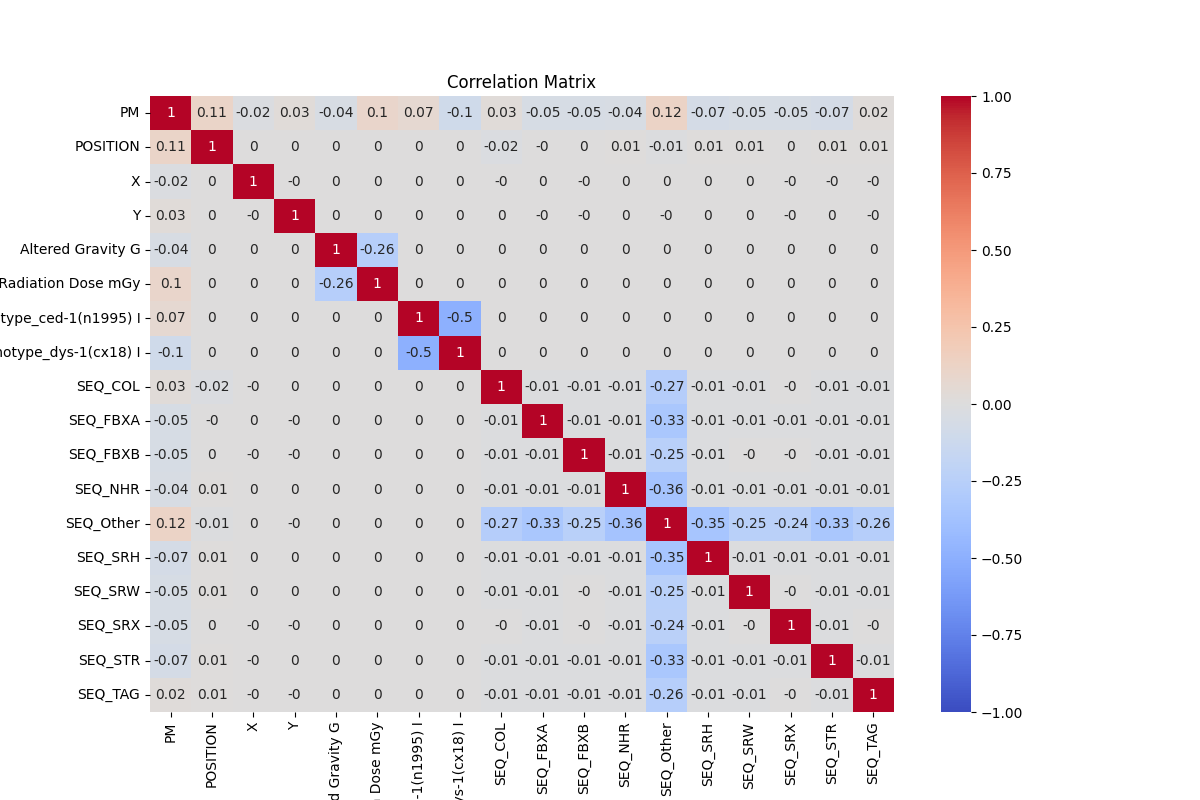 Correlation Matrix
PM 1 0.11 -0.02 0.03 -0.04 0.1 0.07 -0.1 0.03 -0.05 -0.05 -0.04 0.12 -0.07 -0.05 -0.05 -0.07 0.02
POSITION 0.11 1 0 0 0 0 0 0 -0.02 -0 0 0.01 -0.01 0.01 0.01 0 0.01 0.01
X -0.02 0 1 -0 0 0 0 0 -0 0 -0 0 0 0 0 -0 -0 -0
Y 0.03 0 -0 1 0 0 0 0 0 -0 -0 0 -0 0 0 -0 0 -0
Altered Gravity G -0.04 0 0 0 1 -0.26 0 0 0 0 0 0 0 0 0 0 0 0
Radiation Dose mGy 0.1 0 0 0 -0.26 1 0 0 0 0 0 0 0 0 0 0 0 0
type_ced-1(n1995) I 0.07 0 0 0 0 0 1 -0.5 0 0 0 0 0 0 0 0 0 0
notype_dys-1(cx18) I -0.1 0 0 0 0 0 -0.5 1 0 0 0 0 0 0 0 0 0 0
SEQ_COL 0.03 -0.02 -0 0 0 0 0 0 1 -0.01 -0.01 -0.01 -0.27 -0.01 -0.01 -0 -0.01 -0.01
SEQ_FBXA -0.05 -0 0 -0 0 0 0 0 -0.01 1 -0.01 -0.01 -0.33 -0.01 -0.01 -0.01 -0.01 -0.01
SEQ_FBXB -0.05 0 -0 -0 0 0 0 0 -0.01 -0.01 1 -0.01 -0.25 -0.01 -0 -0 -0.01 -0.01
SEQ_NHR -0.04 0.01 0 0 0 0 0 0 -0.01 -0.01 -0.01 1 -0.36 -0.01 -0.01 -0.01 -0.01 -0.01
SEQ_Other 0.12 -0.01 0 -0 0 0 0 0 -0.27 -0.33 -0.25 -0.36 1 -0.35 -0.25 -0.24 -0.33 -0.26
SEQ_SRH -0.07 0.01 0 0 0 0 0 0 -0.01 -0.01 -0.01 -0.01 -0.35 1 -0.01 -0.01 -0.01 -0.01
SEQ_SRW -0.05 0.01 0 0 0 0 0 0 -0.01 -0.01 -0 -0.01 -0.25 -0.01 1 -0 -0.01 -0.01
SEQ_SRX -0.05 0 -0 -0 0 0 0 0 -0 -0.01 -0 -0.01 -0.24 -0.01 -0 1 -0.01 -0
SEQ_STR -0.07 0.01 -0 0 0 0 0 0 -0.01 -0.01 -0.01 -0.01 -0.33 -0.01 -0.01 -0.01 1 -0.01
SEQ_TAG 0.02 0.01 -0 -0 0 0 0 0 -0.01 -0.01 -0.01 -0.01 -0.26 -0.01 -0.01 -0 -0.01 1
PM
POSITION
X
Y
d Gravity G
Dose mGy
-1(n1995) I
ys-1(cx18) I
SEQ_COL
SEQ_FBXA
SEQ_FBXB
SEQ_NHR
SEQ_Other
SEQ_SRH
SEQ_SRW
SEQ_SRX
SEQ_STR
SEQ_TAG
1.00
0.75
0.50
0.25
0.00
−0.25
−0.50
−0.75
−1.00